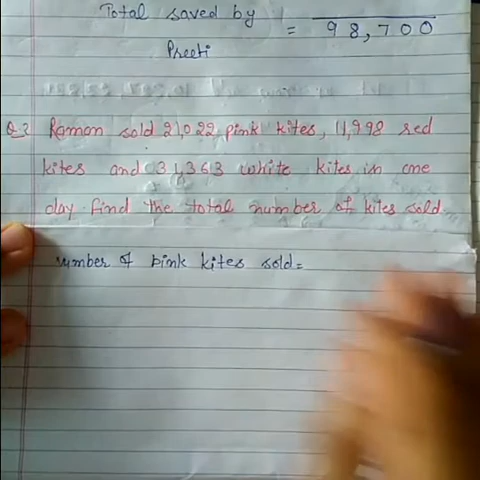 Total saved by
= 98,700
Preeti
Q2 Raman sold 21,022 pink kites, 11,998 red
kites and 31,363 white kites in one
day find the total number of kites sold
number of pink kites sold=